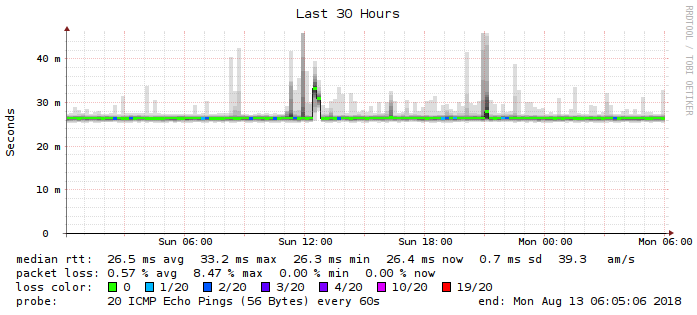 Last 30 Hours
RRDTOOL / TOBI OETIKER
Seconds
40 m
30 m
20 m
10 m
0
Sun 06:00 Sun 12:00 Sun 18:00 Mon 00:00 Mon 06:00
median rtt: 26.5 ms avg 33.2 ms max 26.3 ms min 26.4 ms now 0.7 ms sd 39.3 am/s
packet loss: 0.57 % avg 8.47 % max 0.00 % min 0.00 % now
loss color: 0 1/20 2/20 3/20 4/20 10/20 19/20
probe: 20 ICMP Echo Pings (56 Bytes) every 60s end: Mon Aug 13 06:05:06 2018